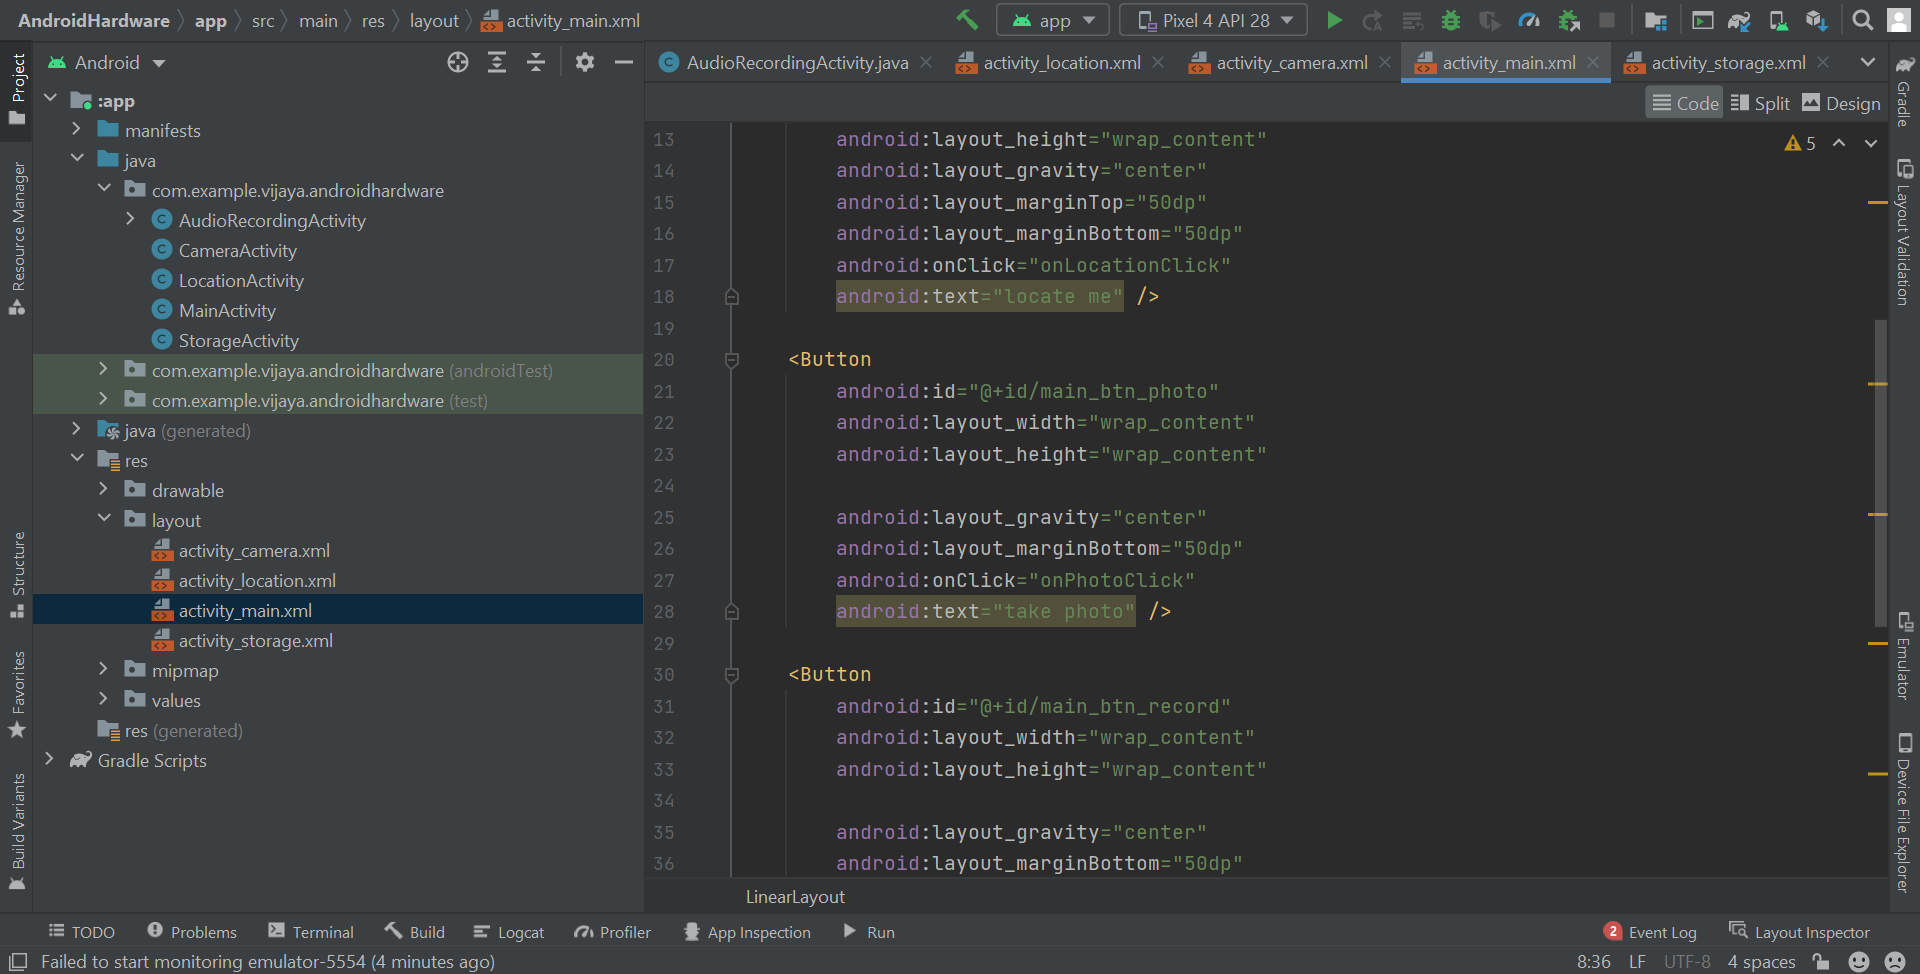 AndroidHardware app src main res layout activity_main.xml app Pixel 4 API 28
Project
Resource Manager
Structure
Favorites
Build Variants
Android
:app
manifests
java
com.example.vijaya.androidhardware
AudioRecordingActivity
CameraActivity
LocationActivity
MainActivity
StorageActivity
com.example.vijaya.androidhardware (androidTest)
com.example.vijaya.androidhardware (test)
java (generated)
res
drawable
layout
activity_camera.xml
activity_location.xml
activity_main.xml
activity_storage.xml
mipmap
values
res (generated)
Gradle Scripts
AudioRecordingActivity.java activity_location.xml activity_camera.xml activity_main.xml activity_storage.xml
Code Split Design
5
13 android:layout_height="wrap_content"
14 android:layout_gravity="center"
15 android:layout_marginTop="50dp"
16 android:layout_marginBottom="50dp"
17 android:onClick="onLocationClick"
18 android:text="locate me" />
19
20 <Button
21 android:id="@+id/main_btn_photo"
22 android:layout_width="wrap_content"
23 android:layout_height="wrap_content"
24
25 android:layout_gravity="center"
26 android:layout_marginBottom="50dp"
27 android:onClick="onPhotoClick"
28 android:text="take photo" />
29
30 <Button
31 android:id="@+id/main_btn_record"
32 android:layout_width="wrap_content"
33 android:layout_height="wrap_content"
34
35 android:layout_gravity="center"
36 android:layout_marginBottom="50dp"
LinearLayout
Gradle
Layout Validation
Emulator
Device File Explorer
TODO Problems Terminal Build Logcat Profiler App Inspection Run 2 Event Log Layout Inspector
Failed to start monitoring emulator-5554 (4 minutes ago) 8:36 LF UTF-8 4 spaces